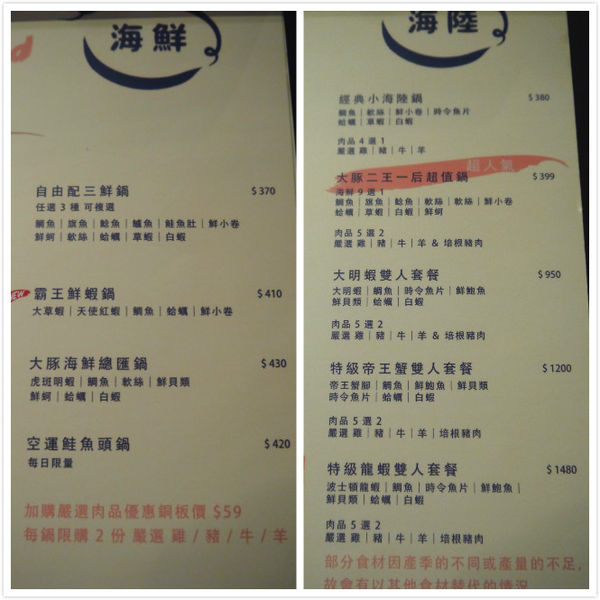 海鮮
自由配三鮮鍋 $370
任選3種 可複選
鯛魚｜旗魚｜鯰魚｜鱸魚｜鮭魚肚｜鮮小卷
鮮蚵｜軟絲｜蛤蠣｜草蝦｜白蝦
NEW 霸王鮮蝦鍋 $410
大草蝦｜天使紅蝦｜鯛魚｜蛤蠣｜鮮小卷
大豚海鮮總匯鍋 $430
虎斑明蝦｜鯛魚｜軟絲｜鮮貝類
鮮蚵｜蛤蠣｜白蝦
空運鮭魚頭鍋 $420
每日限量
加購嚴選肉品優惠銅板價 $59
每鍋限購2份 嚴選 雞/豬/牛/羊
海陸
經典小海陸鍋 $380
鯛魚｜軟絲｜鮮小卷｜時令魚片
蛤蠣｜草蝦｜白蝦
肉品4選1
嚴選 雞｜豬｜牛｜羊
超人氣
大豚二王一后超值鍋 $399
海鮮9選1
鯛魚｜旗魚｜鯰魚｜軟絲｜軟絲｜鮮小卷
蛤蠣｜草蝦｜白蝦｜鮮蚵
肉品5選2
嚴選 雞｜豬｜牛｜羊 & 培根豬肉
大明蝦雙人套餐 $950
大明蝦｜鯛魚｜時令魚片｜鮮鮑魚
鮮貝類｜蛤蠣｜白蝦
肉品5選2
嚴選 雞｜豬｜牛｜羊 & 培根豬肉
特級帝王蟹雙人套餐 $1200
帝王蟹腳｜鯛魚｜鮮鮑魚｜鮮貝類
時令魚片｜蛤蠣｜白蝦
肉品5選2
嚴選 雞｜豬｜牛｜羊｜培根豬肉
特級龍蝦雙人套餐 $1480
波士頓龍蝦｜鯛魚｜時令魚片｜鮮鮑魚｜
鮮貝類｜蛤蠣｜白蝦
肉品5選2
嚴選 雞｜豬｜牛｜羊｜培根豬肉
部分食材因產季的不同或產量的不足,
故會有以其他食材替代的情況